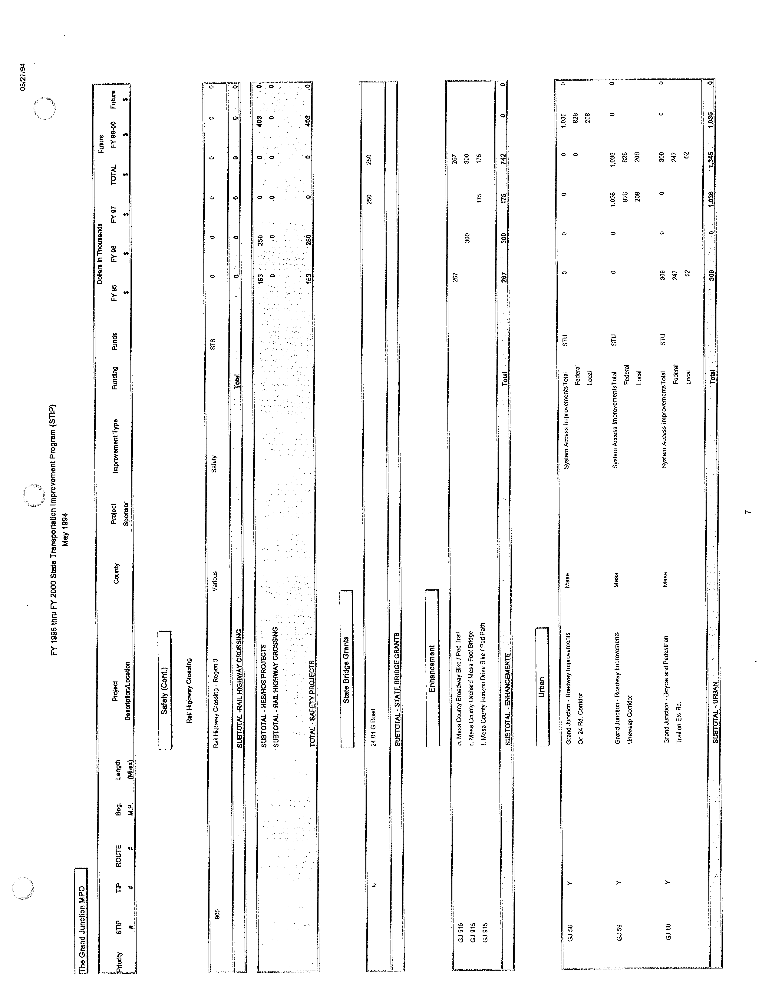 05/27/94
FY 1995 thru FY 2000 State Transportation Improvement Program (STIP)
May 1994
The Grand Junction MPO
Dollars In Thousands Future
Priority STIP TIP ROUTE Beg. Length Project County Project Improvement Type Funding Funds FY 95 FY 96 FY 97 TOTAL FY 98-00 Future
# # # M.P. (Miles) Description/Location Sponsor $ $ $ $ $ $
Safety (Cont.)
Rail Highway Crossing
905 Rail Highway Crossing - Region 3 Various Safety STS 0 0 0 0 0 0
SUBTOTAL -RAIL HIGHWAY CROSSING Total 0 0 0 0 0 0
SUBTOTAL - HES/HOS PROJECTS 153 250 0 0 403 0
SUBTOTAL - RAIL HIGHWAY CROSSING 0 0 0 0 0 0
TOTAL - SAFETY PROJECTS 153 250 0 0 403 0
State Bridge Grants
N 24.01 G Road 250 250
SUBTOTAL - STATE BRIDGE GRANTS
Enhancement
GJ 915 o. Mesa County Broadway Bike / Ped Trail 267 267
GJ 915 r. Mesa County Orchard Mesa Foot Bridge 300 300
GJ 915 t. Mesa County Horizon Drive Bike / Ped Path 175 175
SUBTOTAL - ENHANCEMENTS Total 267 300 175 742 0 0
Urban
GJ 58 Y Grand Junction - Roadway Improvements Mesa System Access Improvements Total STU 0 0 0 0 1,036 0
On 24 Rd. Corridor Federal 0 828
Local 208
GJ 59 Y Grand Junction - Roadway Improvements Mesa System Access Improvements Total STU 0 0 1,036 1,036 0 0
Unaweep Corridor Federal 828 828
Local 208 208
GJ 60 Y Grand Junction - Bicycle and Pedestrian Mesa System Access Improvements Total STU 309 0 0 309 0 0
Trail on E½ Rd. Federal 247 247
Local 62 62
SUBTOTAL - URBAN Total 309 0 1,036 1,345 1,036 0
7